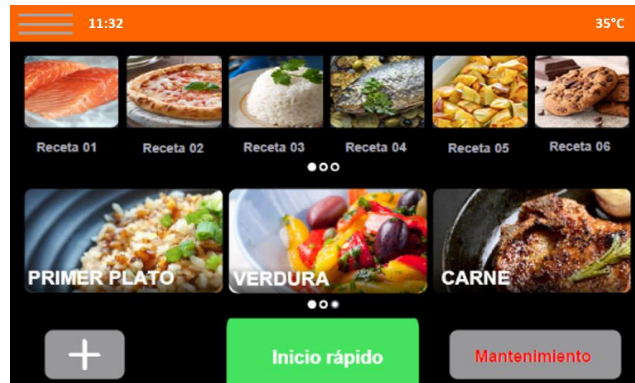 11:32 35°C
Receta 01 Receta 02 Receta 03 Receta 04 Receta 05 Receta 06
PRIMER PLATO VERDURA CARNE
Inicio rápido Mantenimiento